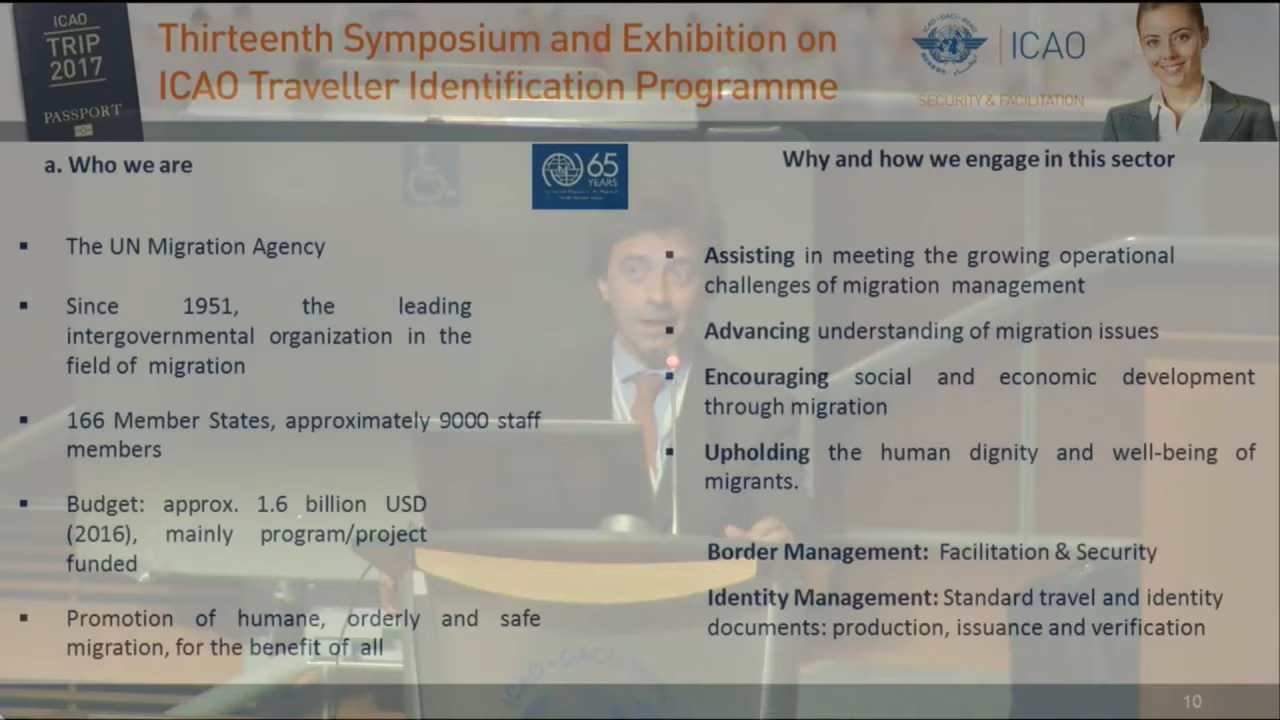 ICAO
TRIP
2017
PASSPORT
Thirteenth Symposium and Exhibition on
ICAO Traveller Identification Programme
ICAO
SECURITY & FACILITATION
a. Who we are
65
YEARS
Why and how we engage in this sector
▪ The UN Migration Agency
▪ Since 1951, the leading
intergovernmental organization in the
field of migration
▪ 166 Member States, approximately 9000 staff
members
▪ Budget: approx. 1.6 billion USD
(2016), mainly program/project
funded
▪ Promotion of humane, orderly and safe
migration, for the benefit of all
▪ Assisting in meeting the growing operational
challenges of migration management
▪ Advancing understanding of migration issues
▪ Encouraging social and economic development
through migration
▪ Upholding the human dignity and well-being of
migrants.
Border Management: Facilitation & Security
Identity Management: Standard travel and identity
documents: production, issuance and verification
10